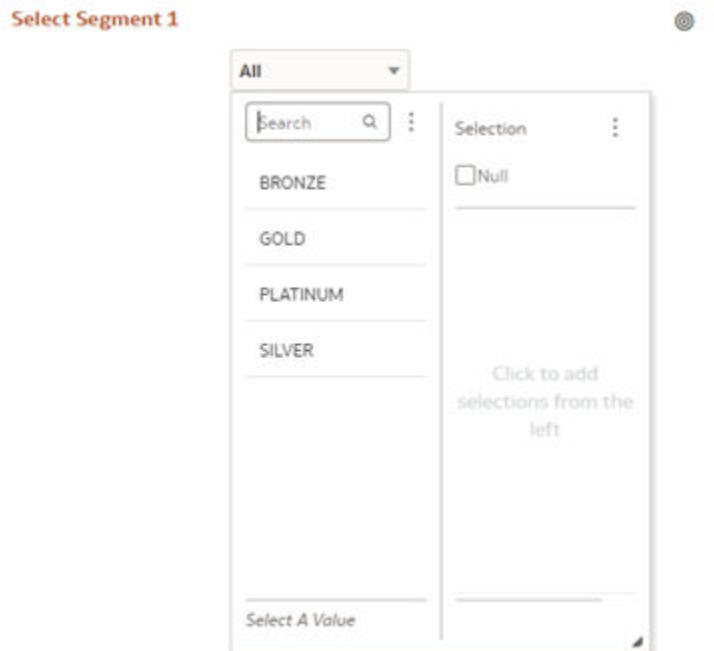 Select Segment 1
All
Search
BRONZE
GOLD
PLATINUM
SILVER
Select A Value
Selection
Null
Click to add
selections from the
left